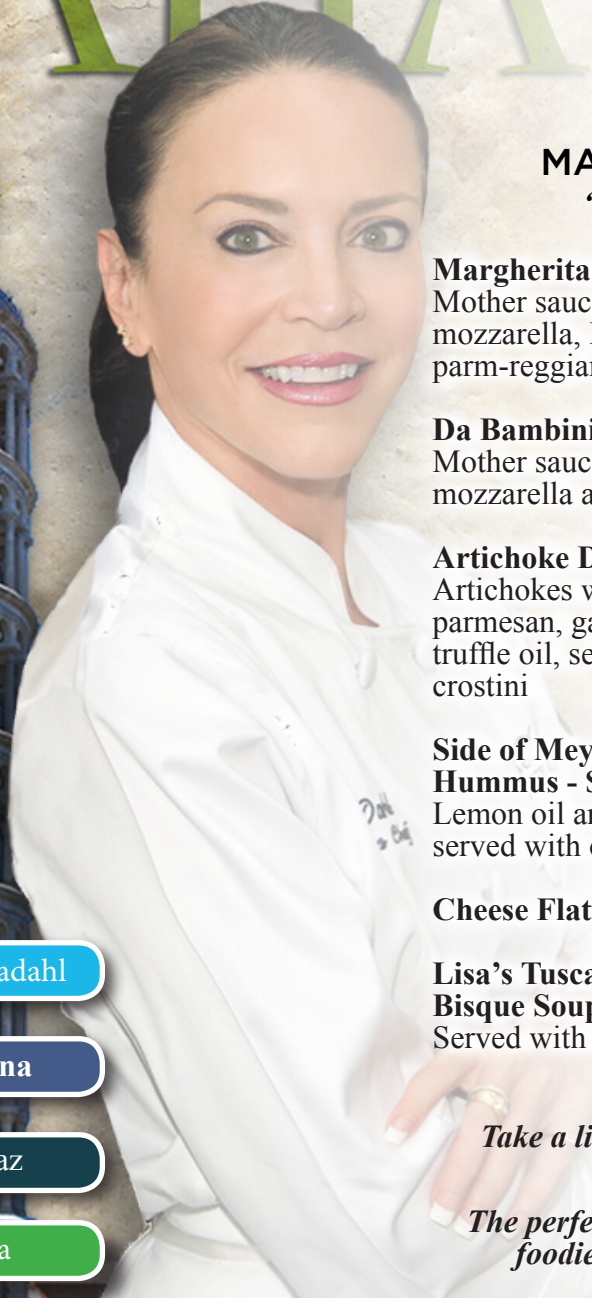 MA
Margherita
Mother sauc
mozzarella,
parm-reggian
Da Bambini
Mother sauc
mozzarella a
Artichoke D
Artichokes w
parmesan, ga
truffle oil, se
crostini
Side of Mey
Hummus - S
Lemon oil an
served with
Cheese Flat
adahl
Lisa's Tusca
Bisque Soup
Served with
na
Take a li
az
The perfe
foodie
a